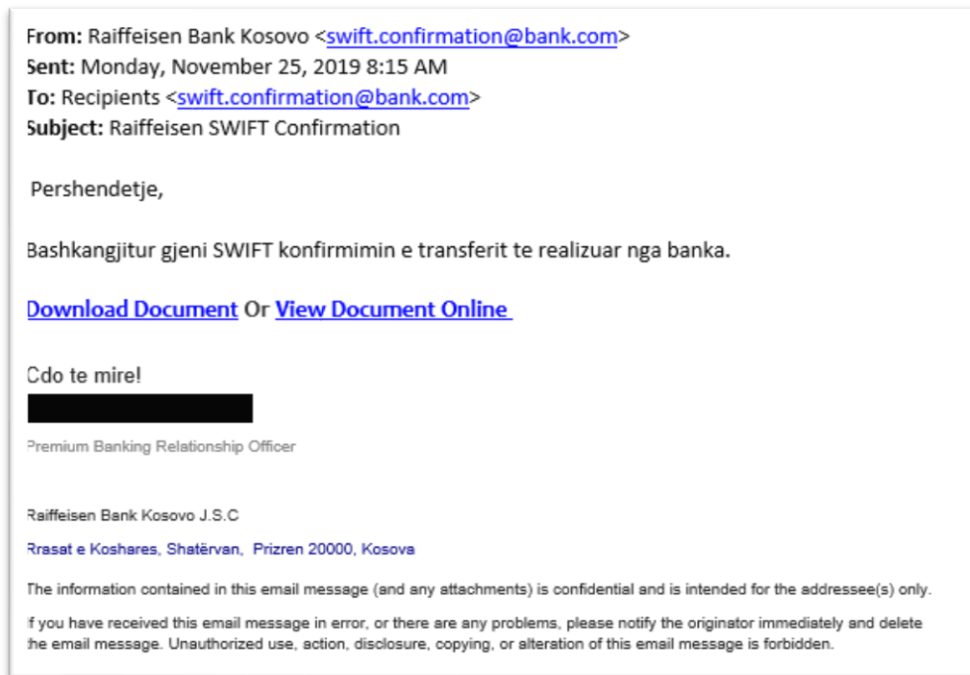 From: Raiffeisen Bank Kosovo <swift.confirmation@bank.com>
Sent: Monday, November 25, 2019 8:15 AM
To: Recipients <swift.confirmation@bank.com>
Subject: Raiffeisen SWIFT Confirmation
Pershendetje,
Bashkangjitur gjeni SWIFT konfirmimin e transferit te realizuar nga banka.
Download Document Or View Document Online
Cdo te mire!
Premium Banking Relationship Officer
Raiffeisen Bank Kosovo J.S.C
Rrasat e Koshares, Shatërvan, Prizren 20000, Kosova
The information contained in this email message (and any attachments) is confidential and is intended for the addressee(s) only.
If you have received this email message in error, or there are any problems, please notify the originator immediately and delete
the email message. Unauthorized use, action, disclosure, copying, or alteration of this email message is forbidden.